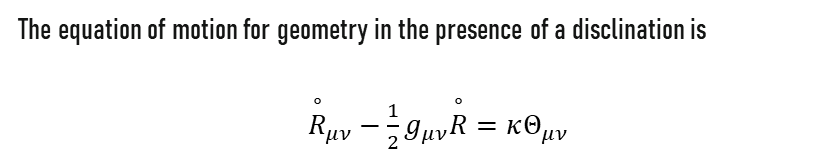 The equation of motion for geometry in the presence of a disclination is
R̊_μν − 1/2 g_μν R̊ = κΘ_μν